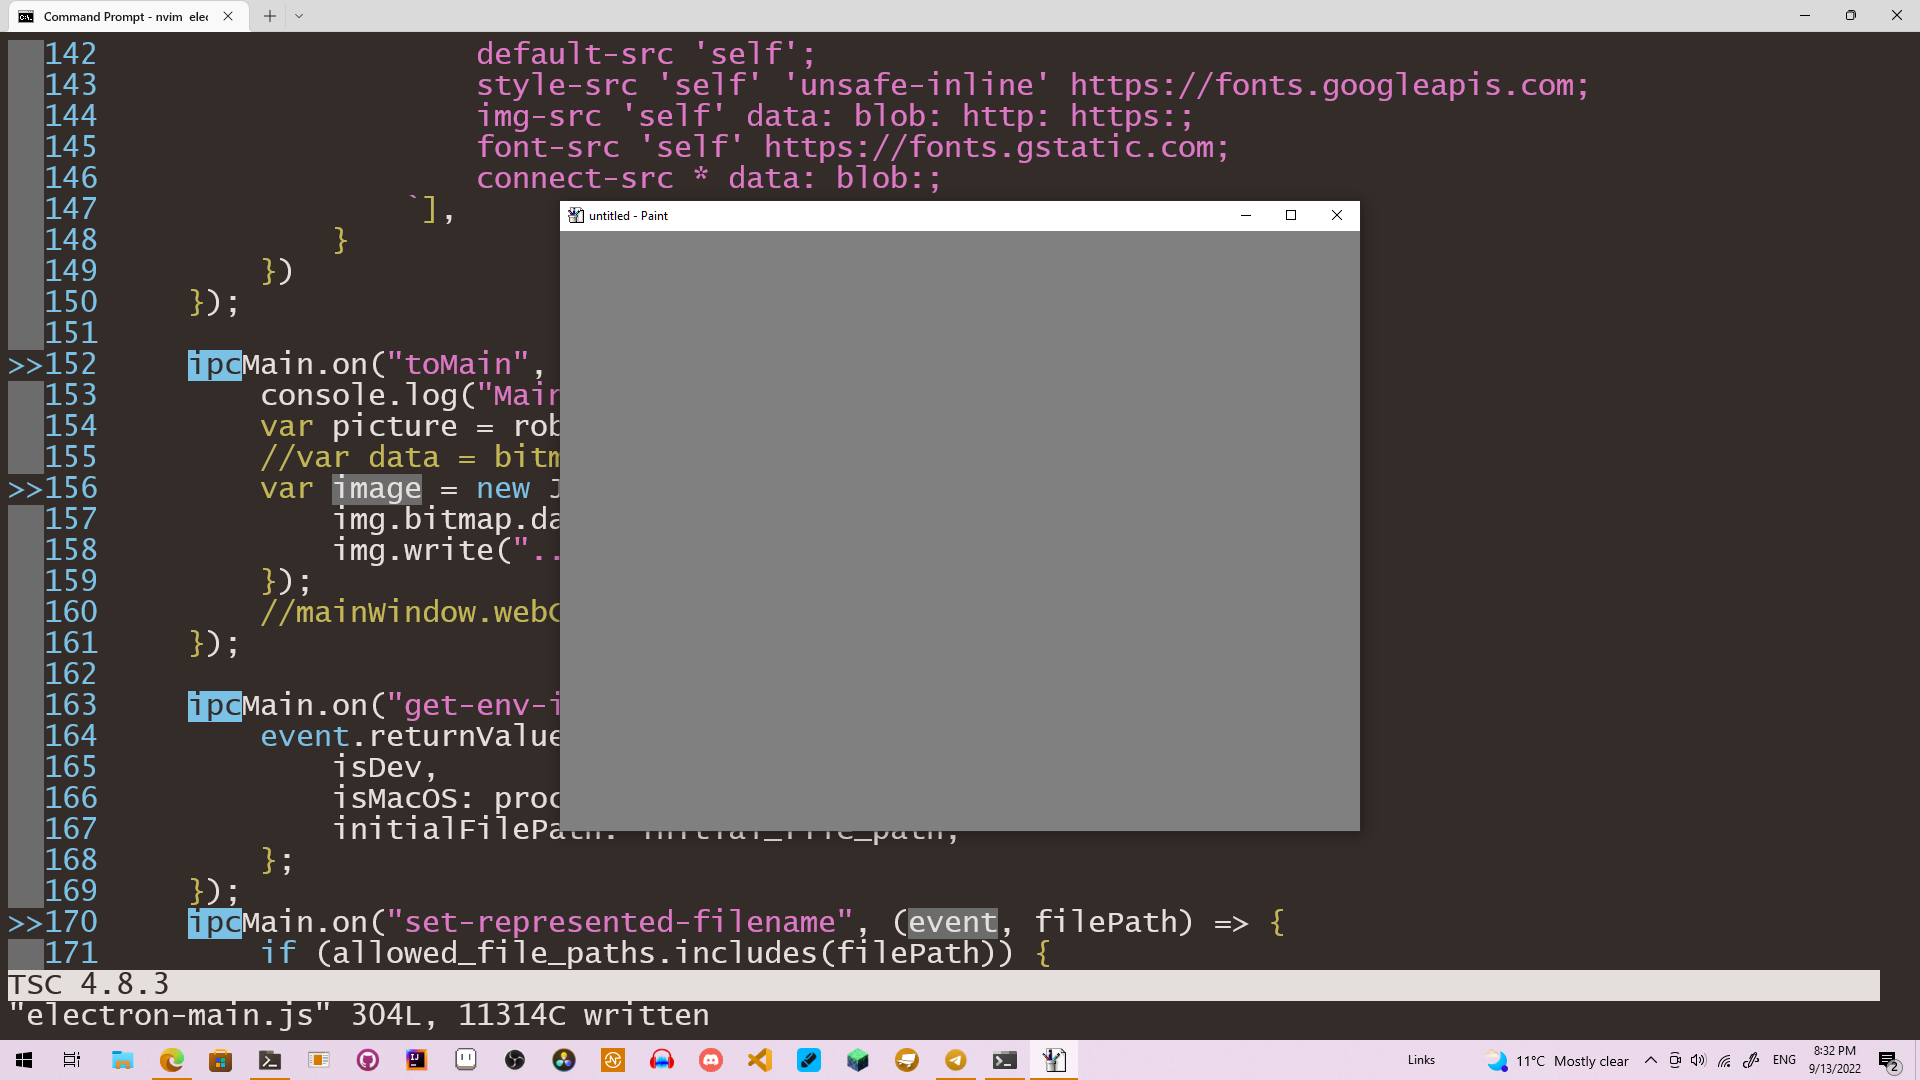 Command Prompt - nvim elec
142 default-src 'self';
143 style-src 'self' 'unsafe-inline' https://fonts.googleapis.com;
144 img-src 'self' data: blob: http: https:;
145 font-src 'self' https://fonts.gstatic.com;
146 connect-src * data: blob:;
147 `],
148 }
149 })
150 });
151
>>152 ipcMain.on("toMain",
153 console.log("Main
154 var picture = rob
155 //var data = bitm
>>156 var image = new J
157 img.bitmap.da
158 img.write("..
159 });
160 //mainWindow.webC
161 });
162
163 ipcMain.on("get-env-i
164 event.returnValue
165 isDev,
166 isMacOS: proc
167 initialFilePath: initial_file_path,
168 };
169 });
>>170 ipcMain.on("set-represented-filename", (event, filePath) => {
171 if (allowed_file_paths.includes(filePath)) {
TSC 4.8.3
"electron-main.js" 304L, 11314C written
untitled - Paint
Links
11°C Mostly clear
ENG
8:32 PM
9/13/2022
2